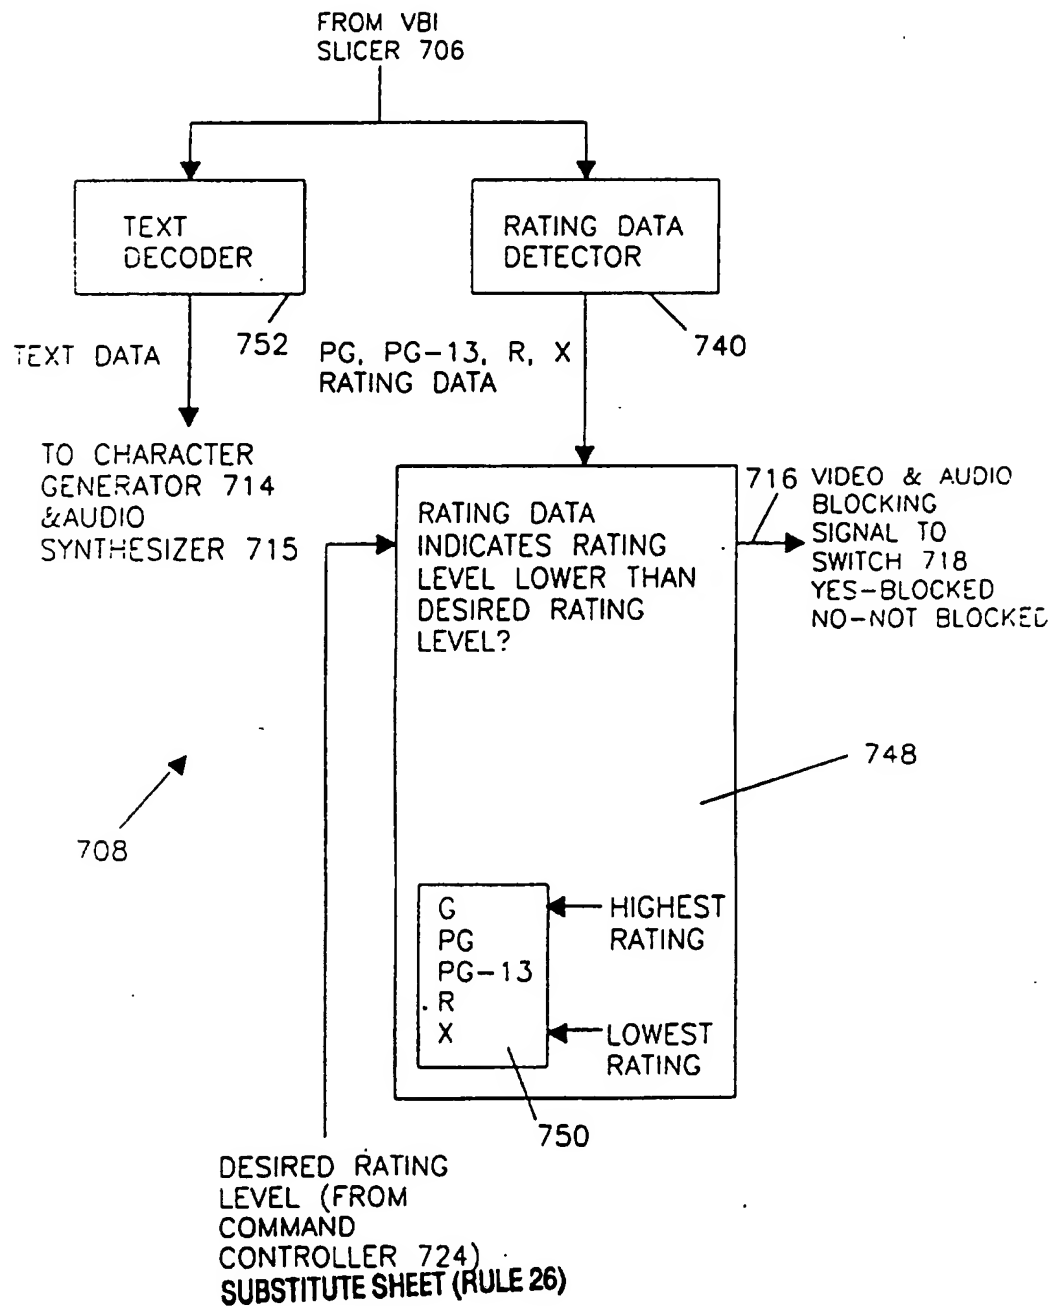 FROM VBI
SLICER 706
TEXT
DECODER
RATING DATA
DETECTOR
752
740
TEXT DATA
PG, PG-13, R, X
RATING DATA
TO CHARACTER
GENERATOR 714
&AUDIO
SYNTHESIZER 715
RATING DATA
INDICATES RATING
LEVEL LOWER THAN
DESIRED RATING
LEVEL?
716
VIDEO & AUDIO
BLOCKING
SIGNAL TO
SWITCH 718
YES-BLOCKED
NO-NOT BLOCKED
748
708
G
PG
PG-13
R
X
HIGHEST
RATING
LOWEST
RATING
750
DESIRED RATING
LEVEL (FROM
COMMAND
CONTROLLER 724)
SUBSTITUTE SHEET (RULE 26)